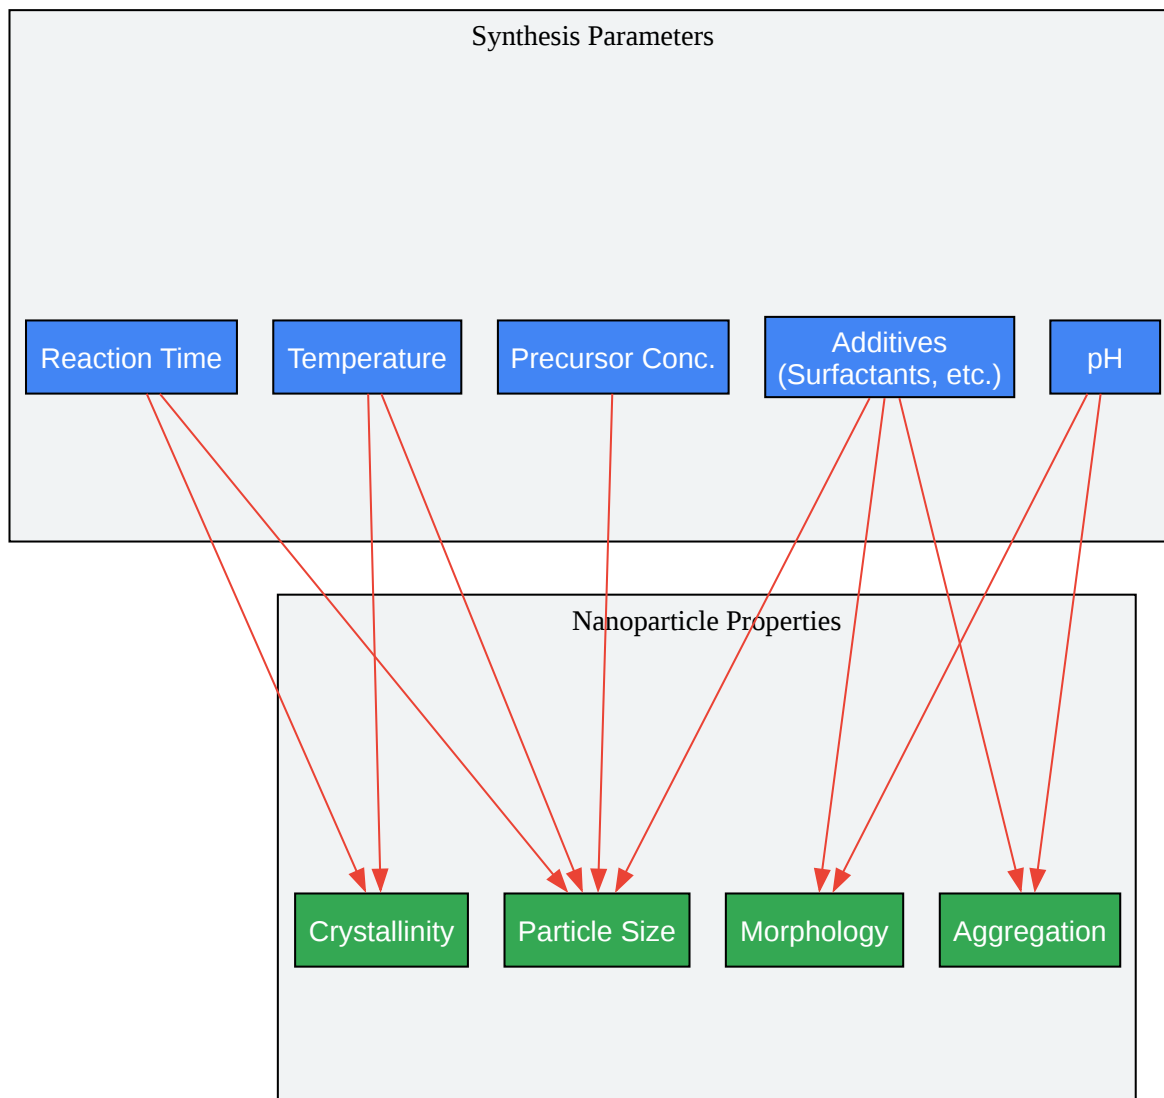 Synthesis Parameters
Reaction Time
Temperature
Precursor Conc.
Additives
(Surfactants, etc.)
pH
Nanoparticle Properties
Crystallinity
Particle Size
Morphology
Aggregation